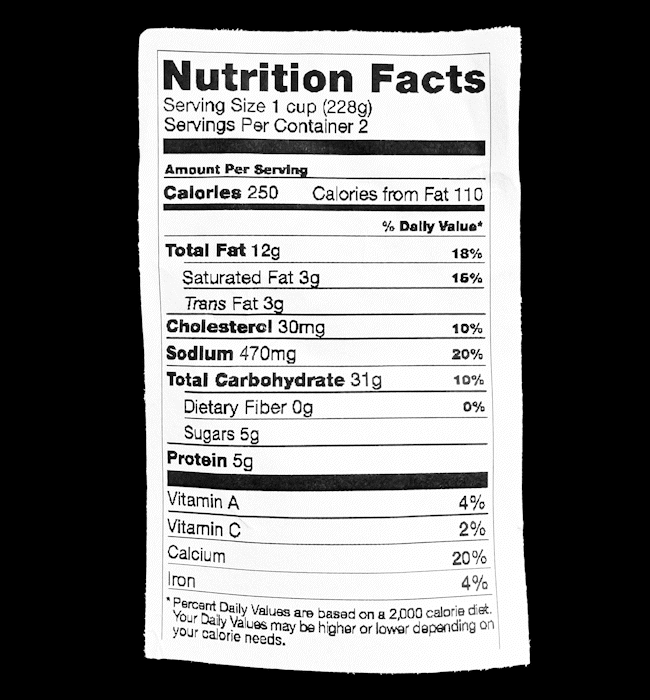 Nutrition Facts
Serving Size 1 cup (228g)
Servings Per Container 2
Amount Per Serving
Calories 250 Calories from Fat 110
% Daily Value*
Total Fat 12g 18%
Saturated Fat 3g 15%
Trans Fat 3g
Cholesterol 30mg 10%
Sodium 470mg 20%
Total Carbohydrate 31g 10%
Dietary Fiber 0g 0%
Sugars 5g
Protein 5g
Vitamin A 4%
Vitamin C 2%
Calcium 20%
Iron 4%
* Percent Daily Values are based on a 2,000 calorie diet.
Your Daily Values may be higher or lower depending on
your calorie needs.